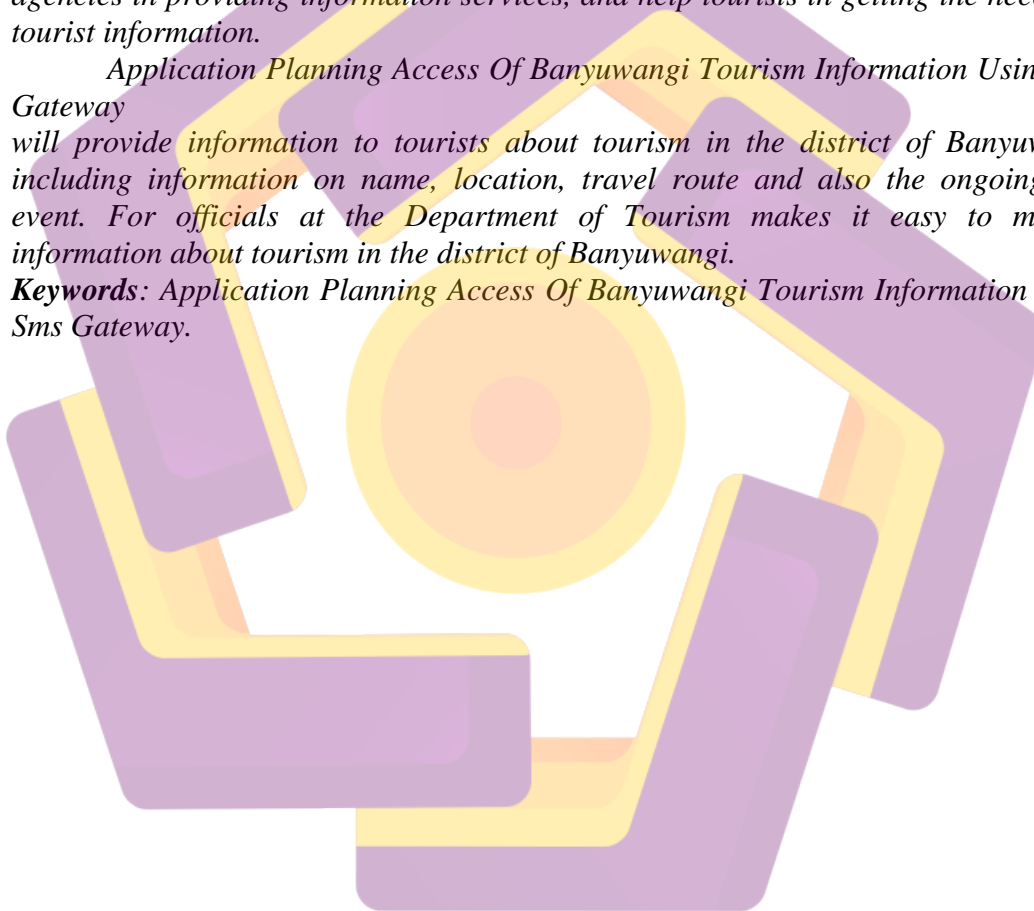 agencies in providing information services, and help tourists in getting the nee
tourist information.
Application Planning Access Of Banyuwangi Tourism Information Usin
Gateway
will provide information to tourists about tourism in the district of Banyuw
including information on name, location, travel route and also the ongoing
event. For officials at the Department of Tourism makes it easy to m
information about tourism in the district of Banyuwangi.
Keywords: Application Planning Access Of Banyuwangi Tourism Information
Sms Gateway.